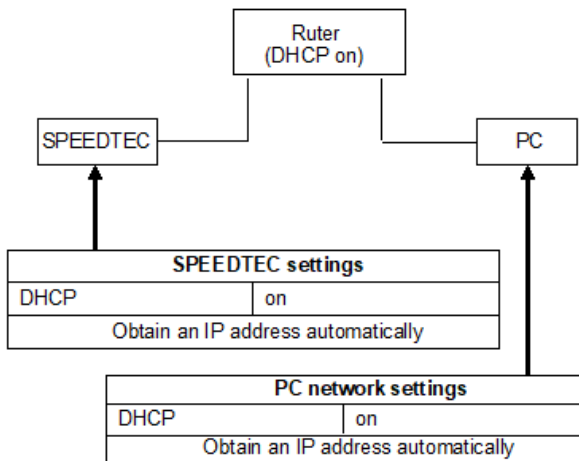 Ruter
(DHCP on)
SPEEDTEC
PC
SPEEDTEC settings
DHCP on
Obtain an IP address automatically
PC network settings
DHCP on
Obtain an IP address automatically